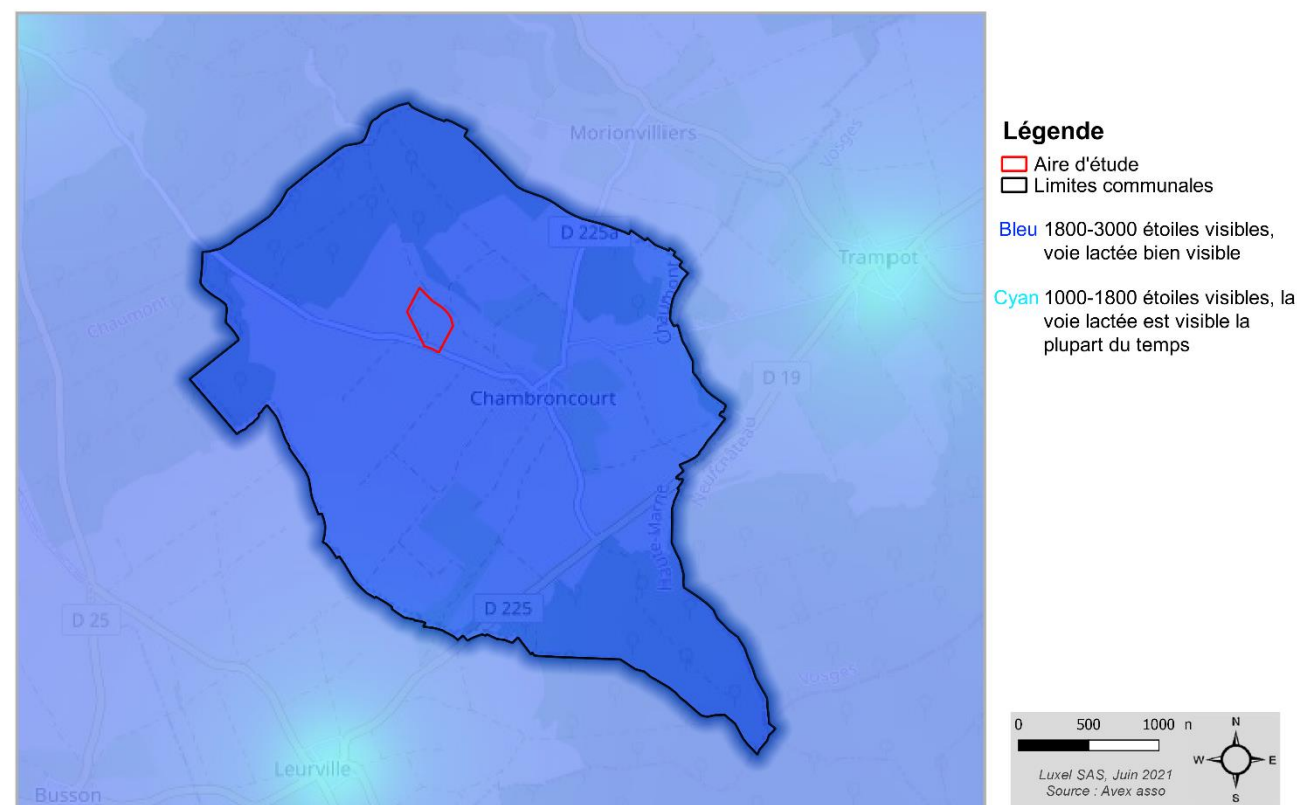 Morionvilliers
Vosges
D 225a
Trampot
Chaumont
Chaumont
D 19
Chambroncourt
Neufchâteau
Haute-Marne
D 225
D 25
Vosges
Leurville
Busson
Légende
Aire d'étude
Limites communales
Bleu 1800-3000 étoiles visibles,
voie lactée bien visible
Cyan 1000-1800 étoiles visibles, la
voie lactée est visible la
plupart du temps
0 500 1000 n
N
W E
S
Luxel SAS, Juin 2021
Source : Avex asso